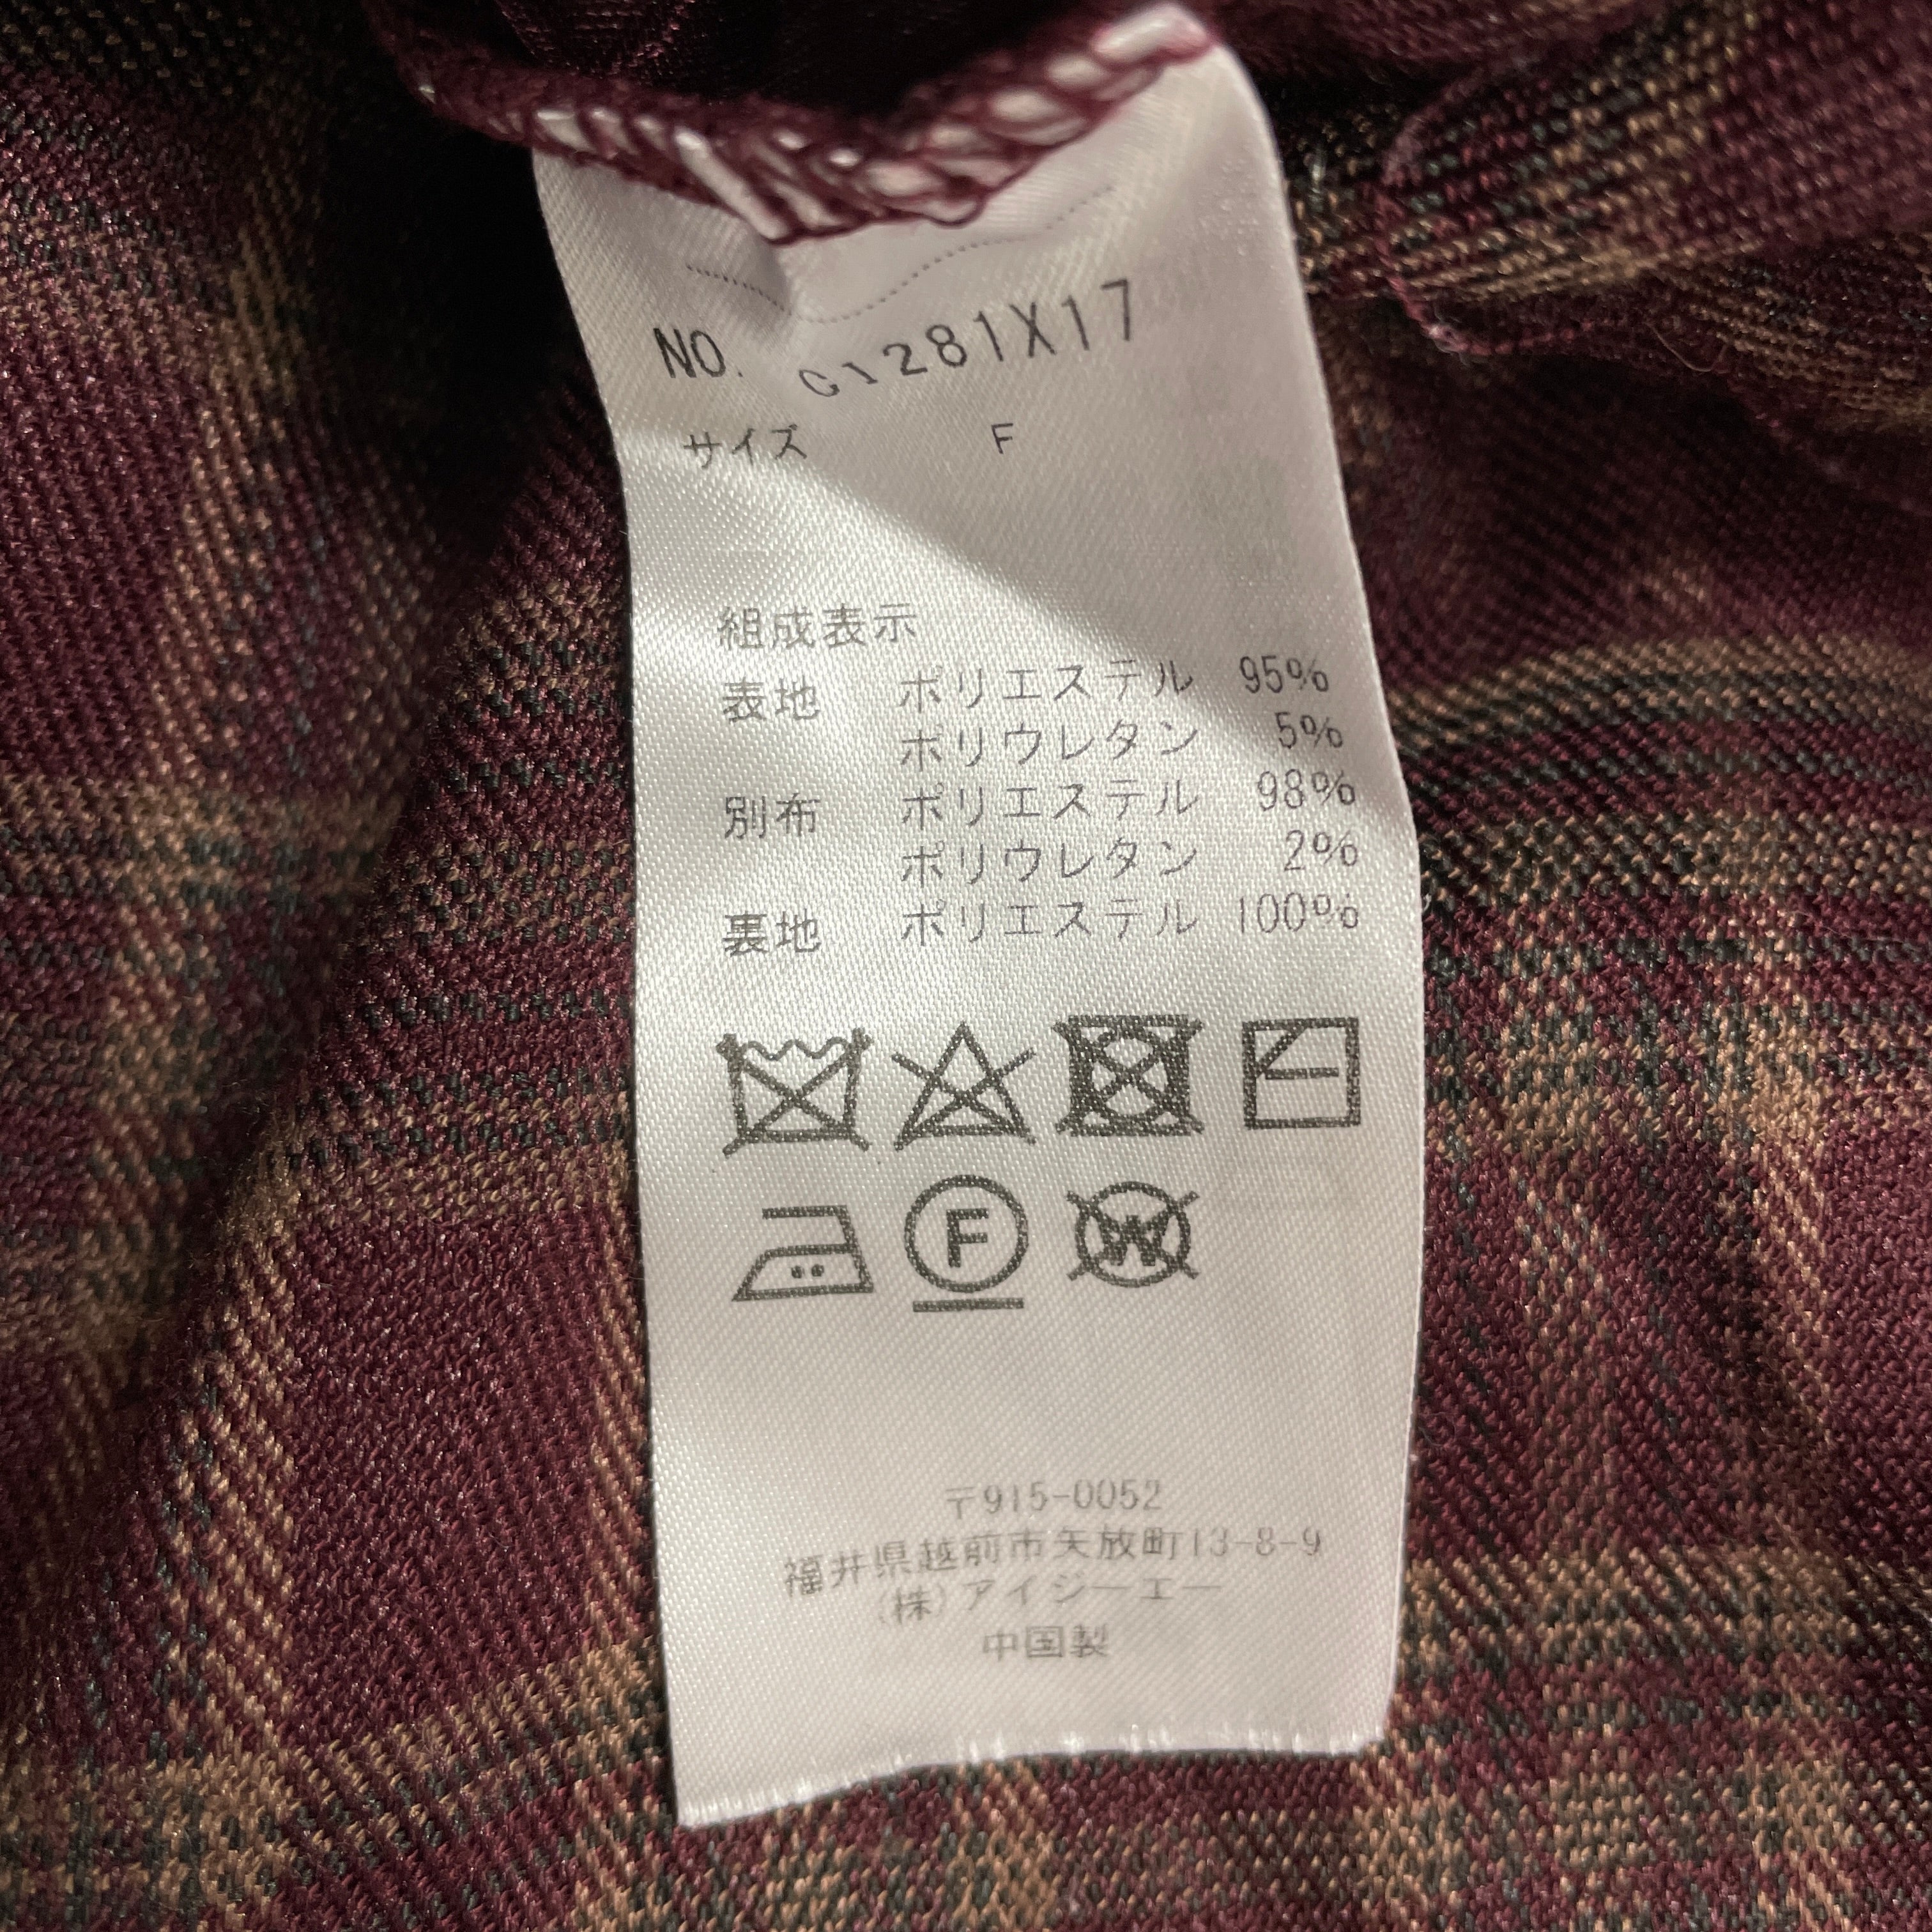 NO. C1281X17
サイズ F
組成表示
表地 ポリエステル 95%
ポリウレタン 5%
別布 ポリエステル 98%
ポリウレタン 2%
裏地 ポリエステル 100%
F
W
〒915-0052
福井県越前市矢放町13-8-9
(株)アイジーエー
中国製